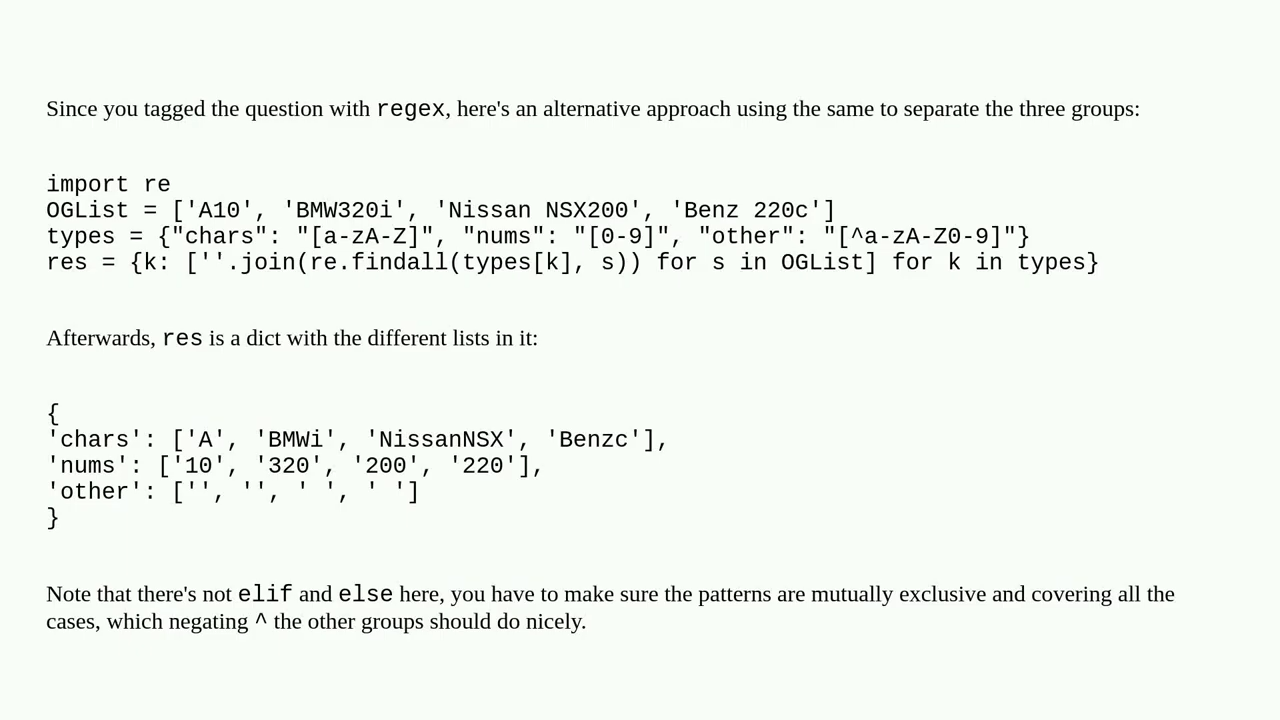 Since you tagged the question with regex, here's an alternative approach using the same to separate the three groups:
import re
OGList = ['A10', 'BMW320i', 'Nissan NSX200', 'Benz 220c']
types = {"chars": "[a-zA-Z]", "nums": "[0-9]", "other": "[^a-zA-Z0-9]"}
res = {k: [''.join(re.findall(types[k], s)) for s in OGList] for k in types}
Afterwards, res is a dict with the different lists in it:
{
'chars': ['A', 'BMWi', 'NissanNSX', 'Benzc'],
'nums': ['10', '320', '200', '220'],
'other': ['', '', ' ', ' ']
}
Note that there's not elif and else here, you have to make sure the patterns are mutually exclusive and covering all the
cases, which negating ^ the other groups should do nicely.